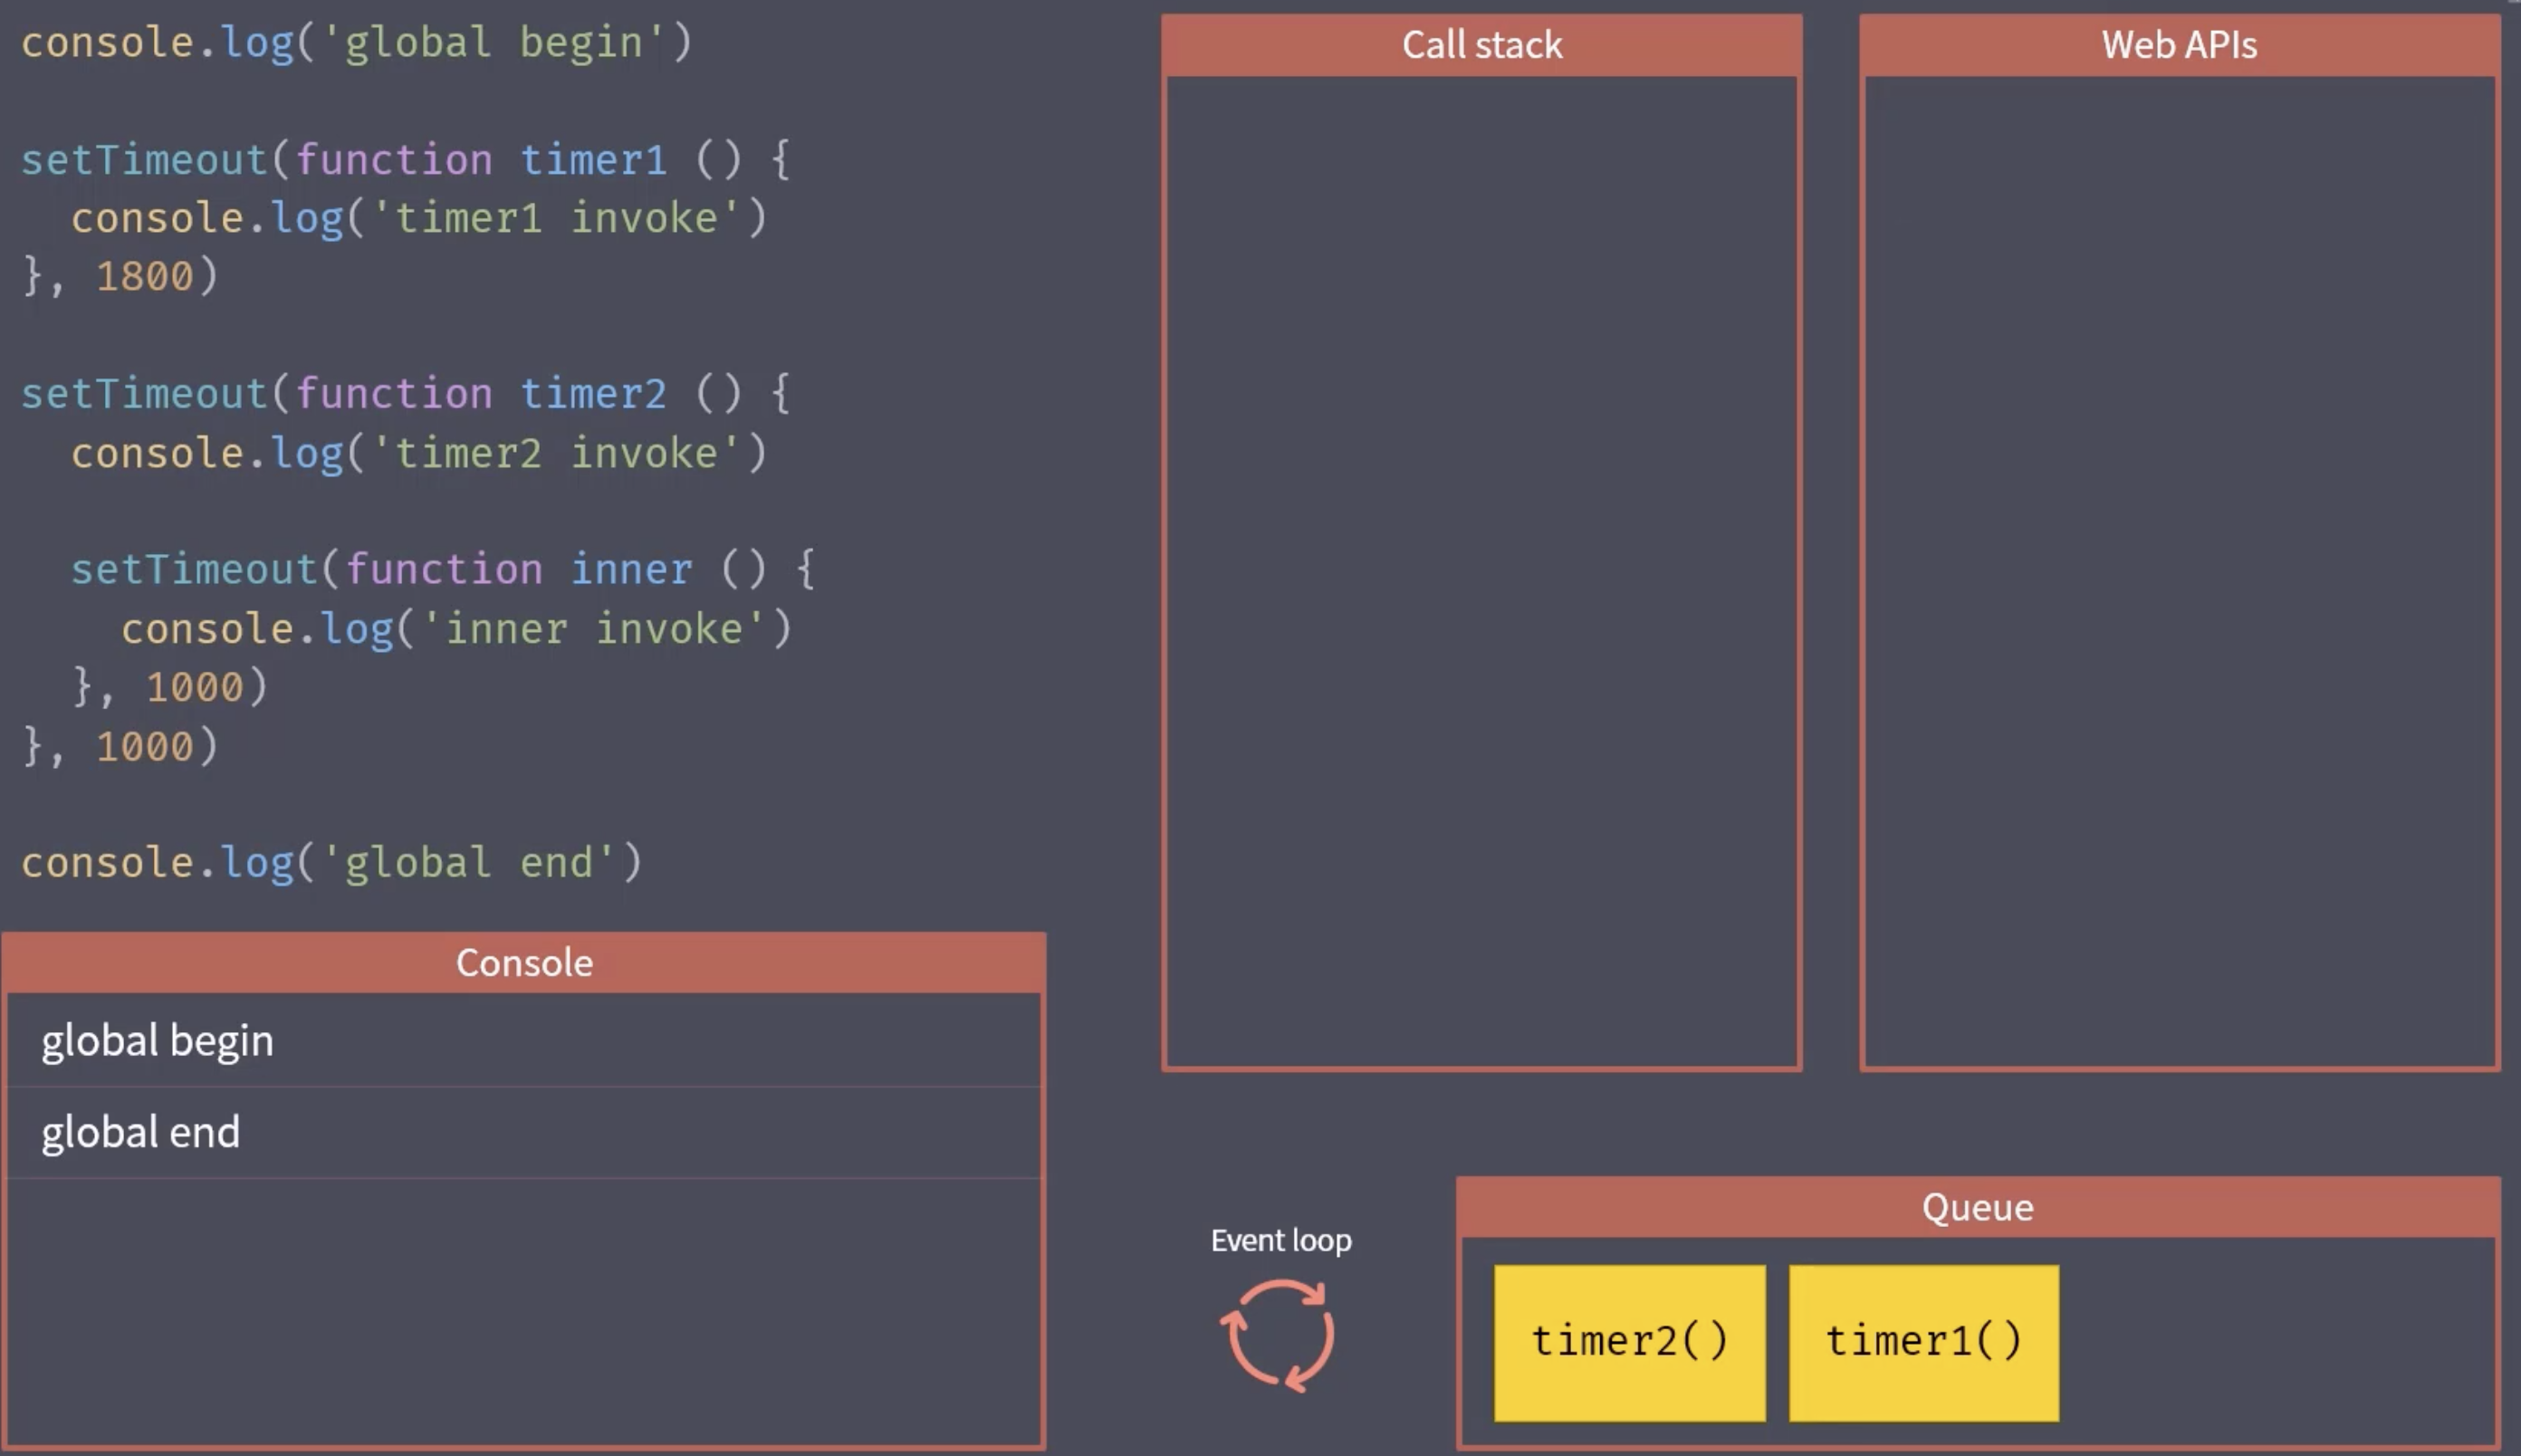 console.log('global begin')
setTimeout(function timer1 () {
  console.log('timer1 invoke')
}, 1800)
setTimeout(function timer2 () {
  console.log('timer2 invoke')
  setTimeout(function inner () {
    console.log('inner invoke')
  }, 1000)
}, 1000)
console.log('global end')
Call stack
Web APIs
Console
global begin
global end
Event loop
Queue
timer2()
timer1()